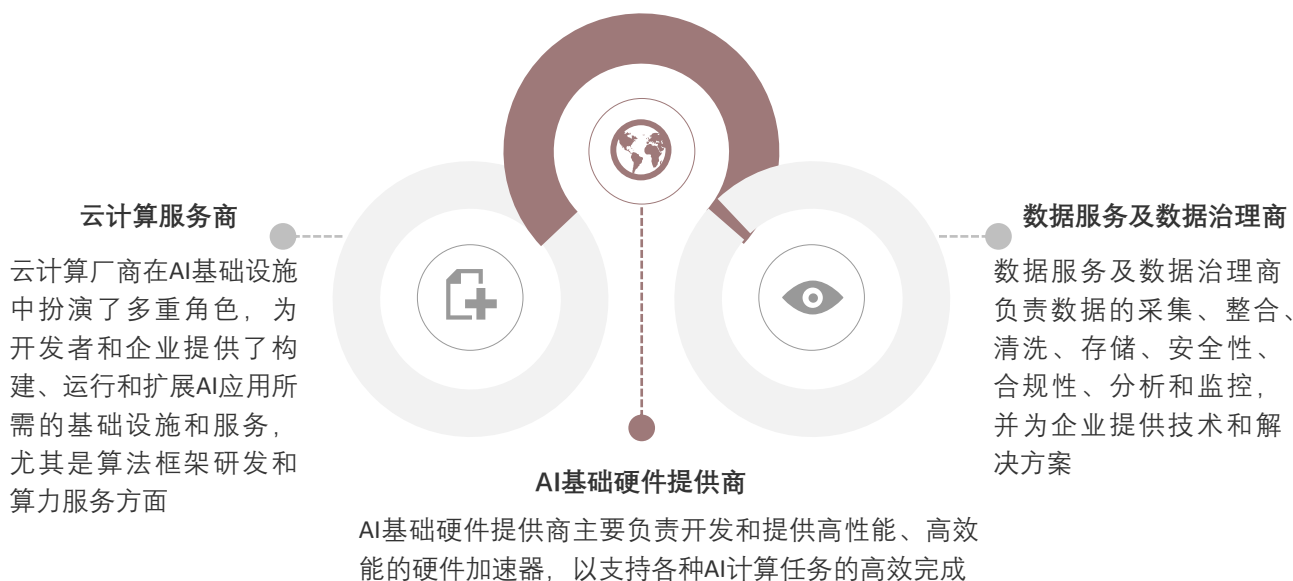 云计算服务商
云计算厂商在AI基础设施
中扮演了多重角色，为
开发者和企业提供了构
建、运行和扩展AI应用所
需的基础设施和服务，
尤其是算法框架研发和
算力服务方面
AI基础硬件提供商
AI基础硬件提供商主要负责开发和提供高性能、高效
能的硬件加速器，以支持各种AI计算任务的高效完成
数据服务及数据治理商
数据服务及数据治理商
负责数据的采集、整合、
清洗、存储、安全性、
合规性、分析和监控，
并为企业提供技术和解
决方案